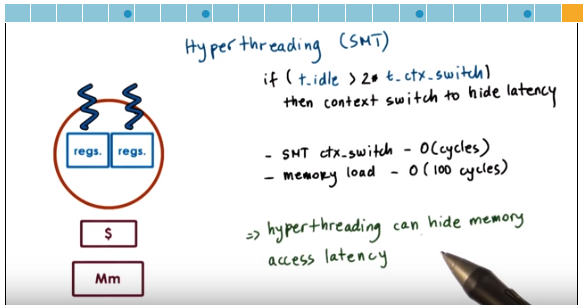 Hyperthreading (SMT)
if (t_idle > 2* t_ctx_switch)
then context switch to hide latency
regs. regs.
- SMT ctx_switch - O(cycles)
- memory load - O(100 cycles)
$
=> hyperthreading can hide memory
access latency
Mm